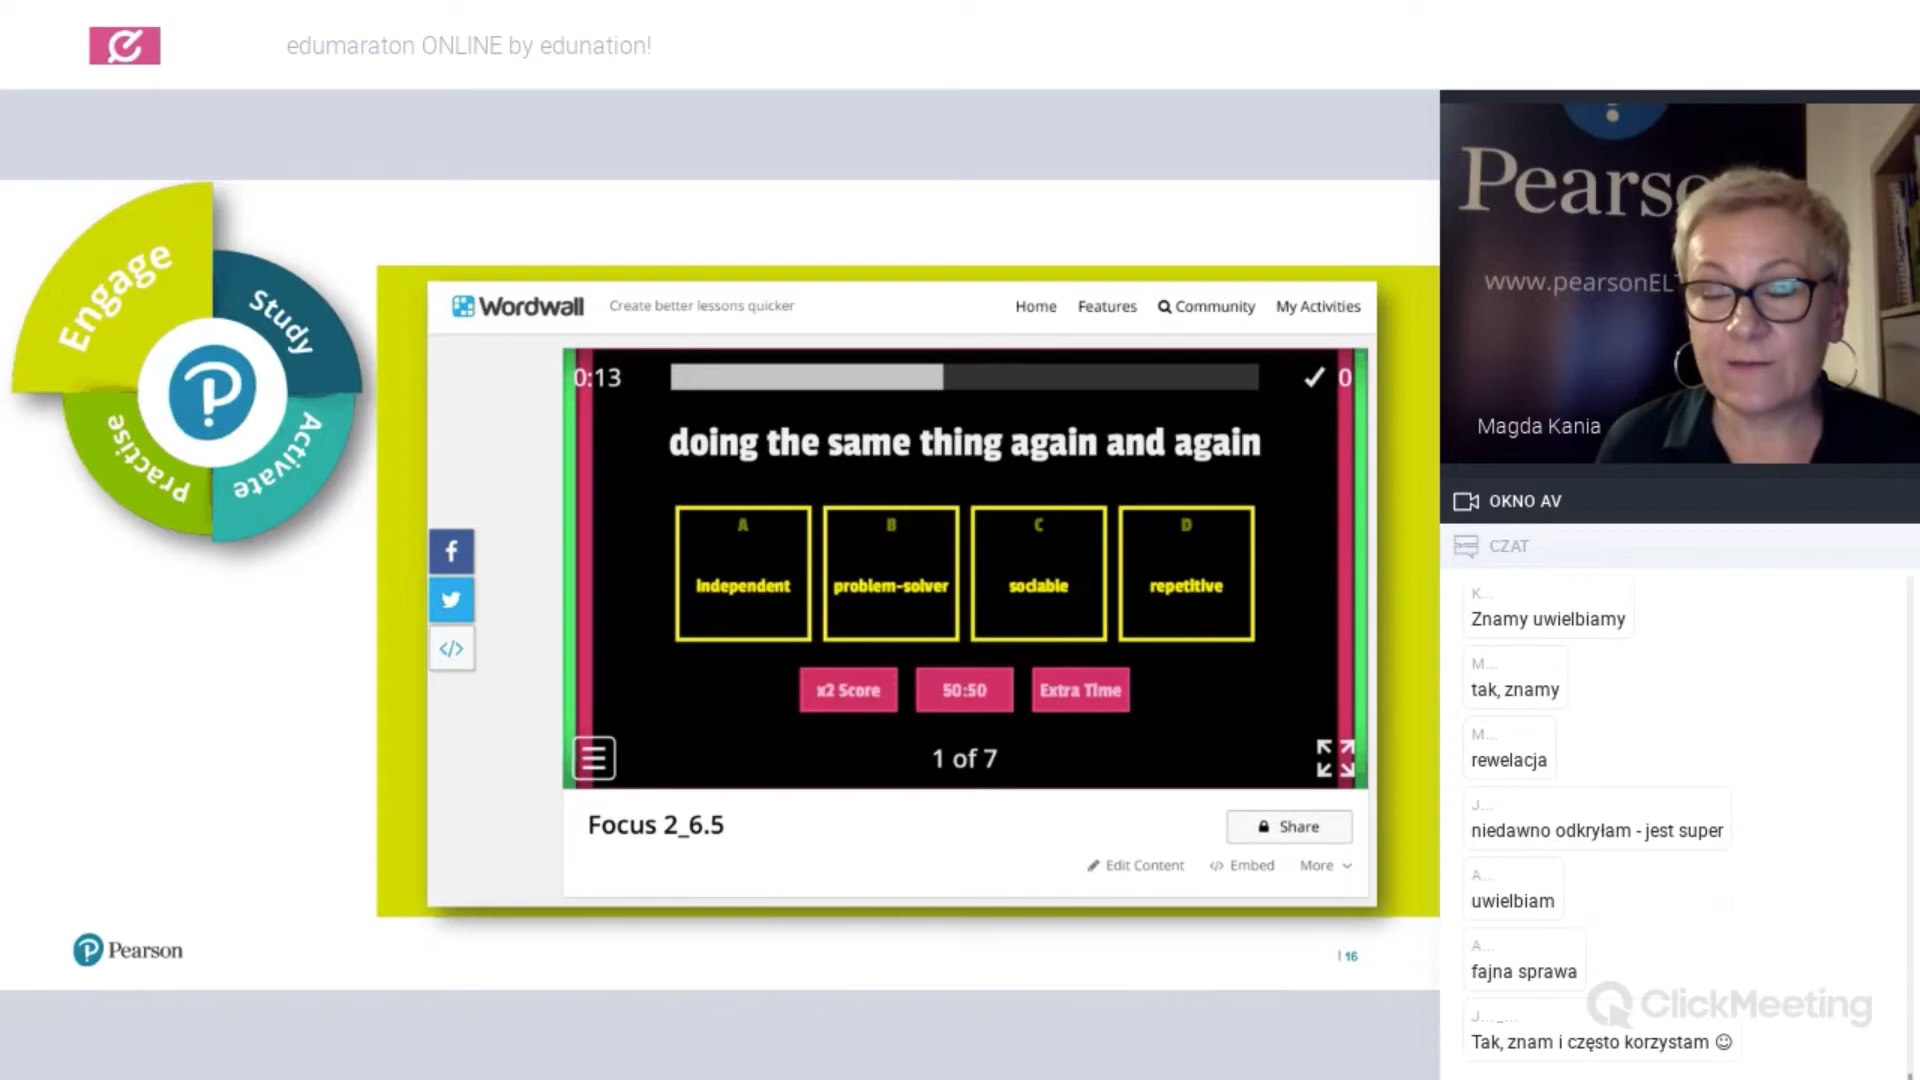 edumaraton ONLINE by edunation!
Engage
Study
Practise
Activate
Wordwall
Create better lessons quicker
Home
Features
Community
My Activities
0:13
0
doing the same thing again and again
A
B
C
D
independent
problem-solver
sociable
repetitive
x2 Score
50:50
Extra Time
1 of 7
Focus 2_6.5
Share
Edit Content
Embed
More
Pearson
| 16
www.pearsonEL
Magda Kania
OKNO AV
CZAT
K...
Znamy uwielbiamy
M...
tak, znamy
M...
rewelacja
J...
niedawno odkryłam - jest super
A...
uwielbiam
A...
fajna sprawa
J... _...
Tak, znam i często korzystam ☺
ClickMeeting